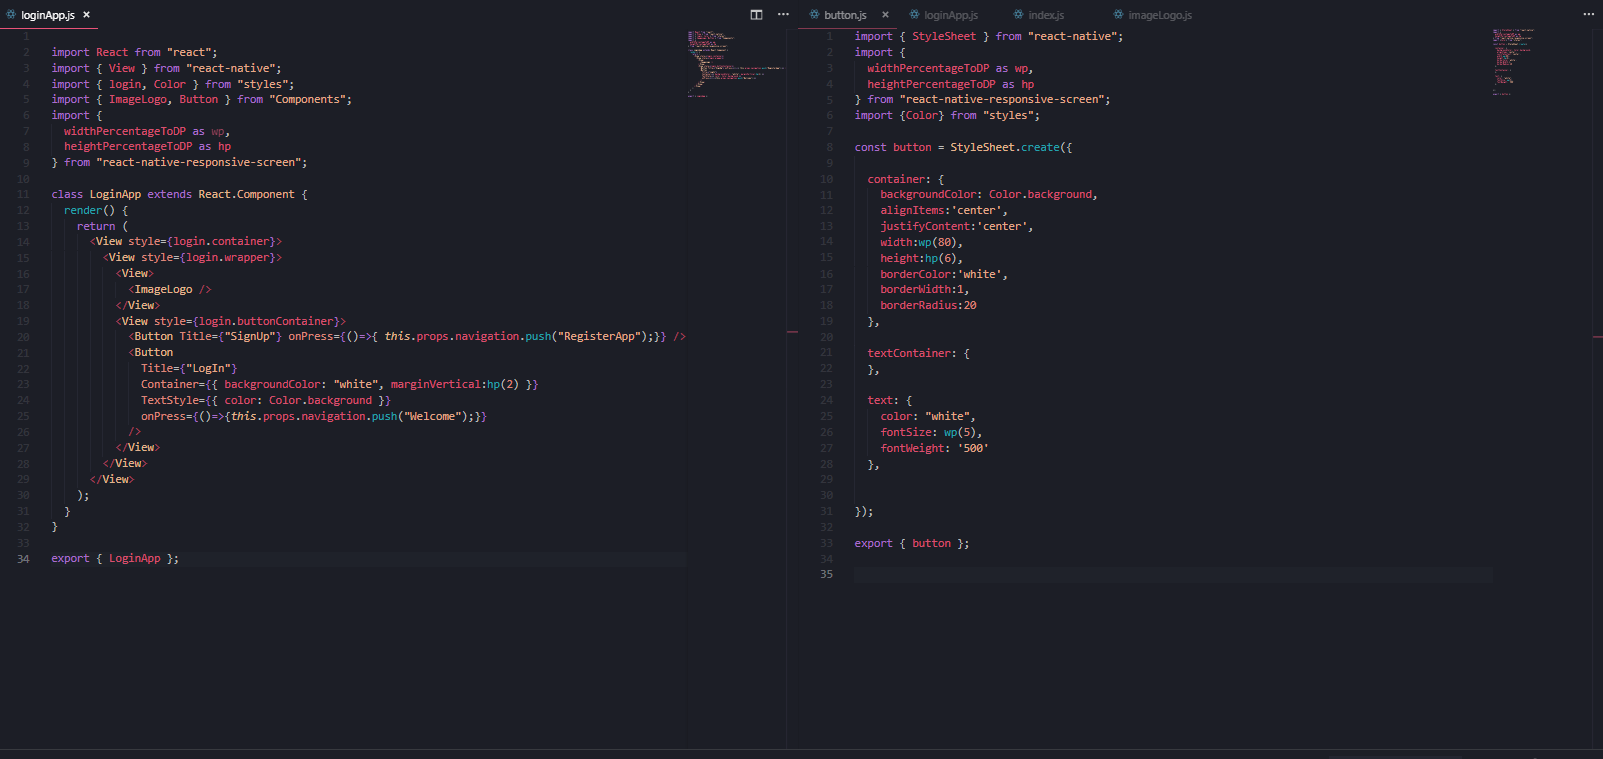 loginApp.js ×
1
2 import React from "react";
3 import { View } from "react-native";
4 import { login, Color } from "styles";
5 import { ImageLogo, Button } from "Components";
6 import {
7   widthPercentageToDP as wp,
8   heightPercentageToDP as hp
9 } from "react-native-responsive-screen";
10
11 class LoginApp extends React.Component {
12   render() {
13     return (
14       <View style={login.container}>
15         <View style={login.wrapper}>
16           <View>
17             <ImageLogo />
18           </View>
19           <View style={login.buttonContainer}>
20             <Button Title={"SignUp"} onPress={()=>{ this.props.navigation.push("RegisterApp");}} />
21             <Button
22               Title={"LogIn"}
23               Container={{ backgroundColor: "white", marginVertical:hp(2) }}
24               TextStyle={{ color: Color.background }}
25               onPress={()=>{this.props.navigation.push("Welcome");}}
26             />
27           </View>
28         </View>
29       </View>
30     );
31   }
32 }
33
34 export { LoginApp };
button.js × loginApp.js index.js imageLogo.js
1 import { StyleSheet } from "react-native";
2 import {
3   widthPercentageToDP as wp,
4   heightPercentageToDP as hp
5 } from "react-native-responsive-screen";
6 import {Color} from "styles";
7
8 const button = StyleSheet.create({
9
10   container: {
11     backgroundColor: Color.background,
12     alignItems:'center',
13     justifyContent:'center',
14     width:wp(80),
15     height:hp(6),
16     borderColor:'white',
17     borderWidth:1,
18     borderRadius:20
19   },
20
21   textContainer: {
22   },
23
24   text: {
25     color: "white",
26     fontSize: wp(5),
27     fontWeight: '500'
28   },
29
30
31 });
32
33 export { button };
34
35